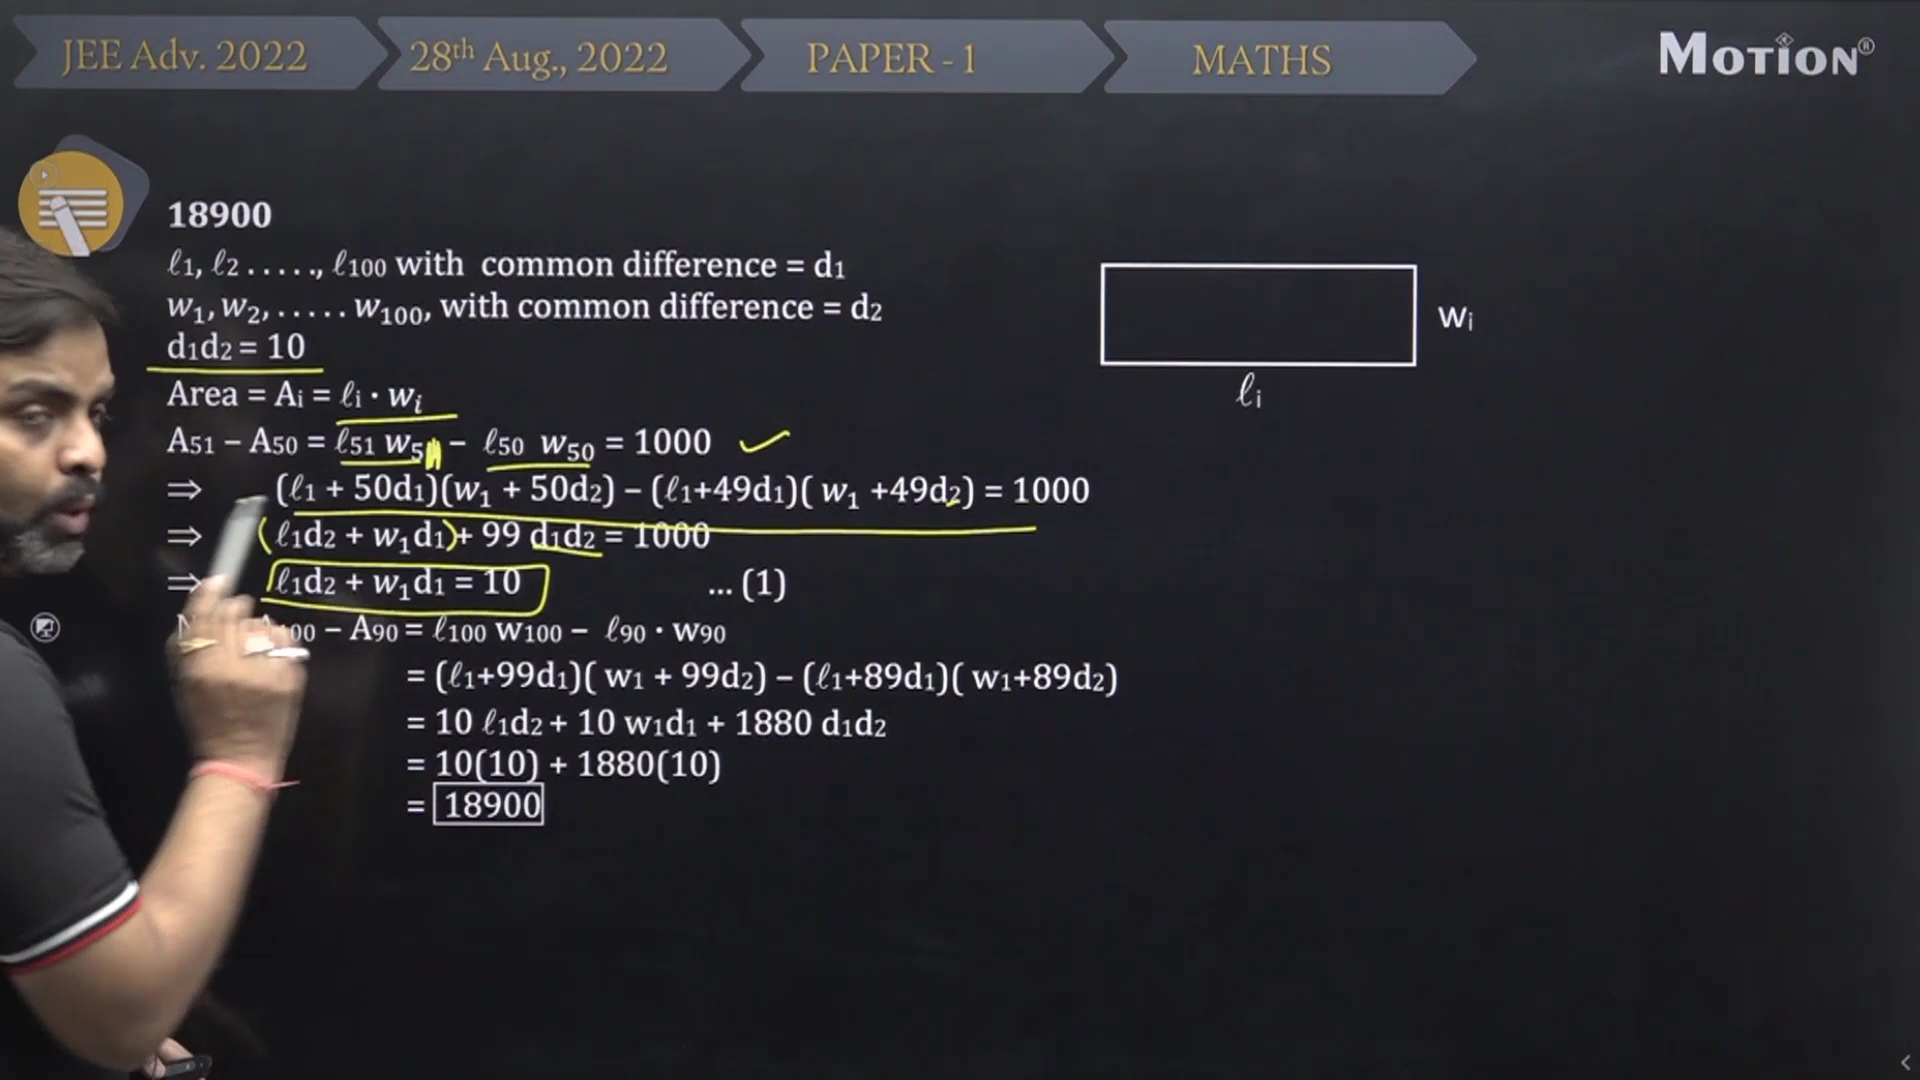 JEE Adv. 2022
28th Aug., 2022
PAPER - 1
MATHS
MOTION®
18900
ℓ1, ℓ2 ....., ℓ100 with common difference = d1
w1, w2, ..... w100, with common difference = d2
d1d2 = 10
Area = Ai = ℓi · wi
A51 – A50 = ℓ51 w51 – ℓ50 w50 = 1000
⇒ (ℓ1 + 50d1)(w1 + 50d2) – (ℓ1+49d1)( w1 +49d2) = 1000
⇒ (ℓ1d2 + w1d1) + 99 d1d2 = 1000
⇒ ℓ1d2 + w1d1 = 10 ... (1)
A100 – A90 = ℓ100 w100 – ℓ90 · w90
= (ℓ1+99d1)( w1 + 99d2) – (ℓ1+89d1)( w1+89d2)
= 10 ℓ1d2 + 10 w1d1 + 1880 d1d2
= 10(10) + 1880(10)
= 18900
wi
ℓi